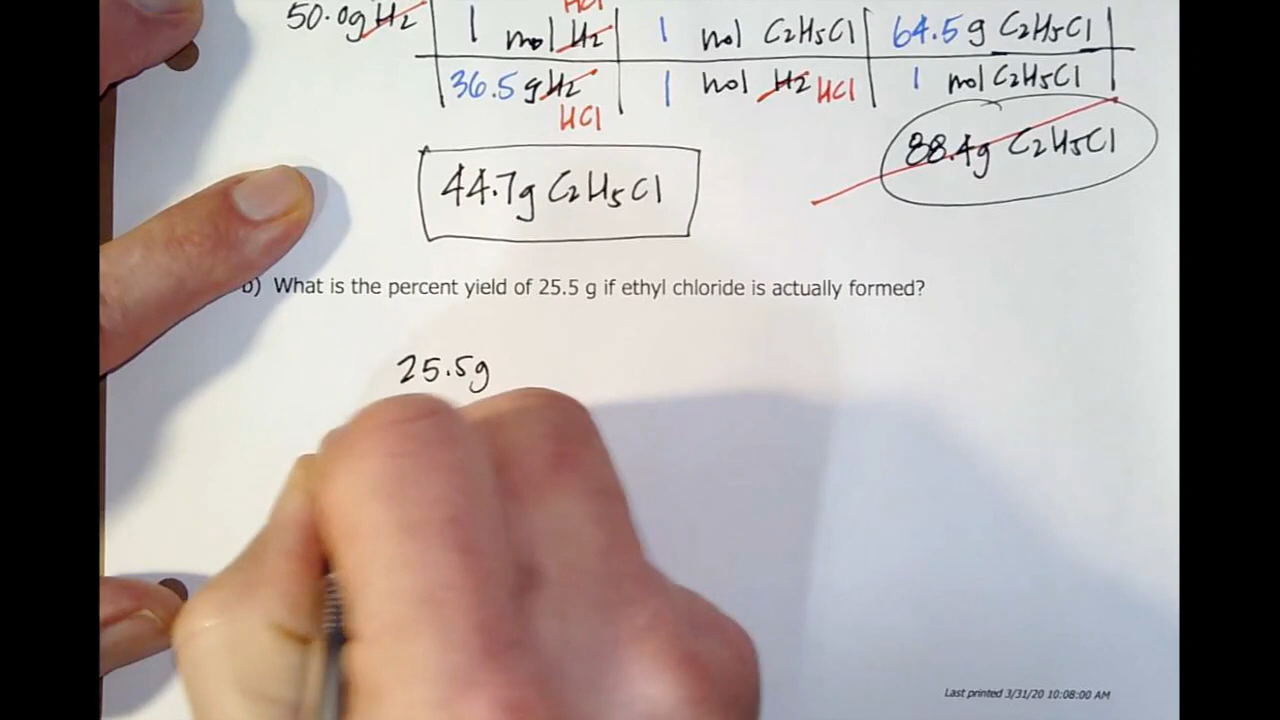 HCl
50.0g H2 | 1 mol H2 | 1 mol C2H5Cl | 64.5 g C2H5Cl |
36.5 g H2 | 1 mol H2 HCl | 1 mol C2H5Cl |
HCl
88.4g C2H5Cl
44.7g C2H5Cl
b) What is the percent yield of 25.5 g if ethyl chloride is actually formed?
25.5g
Last printed 3/31/20 10:08:00 AM